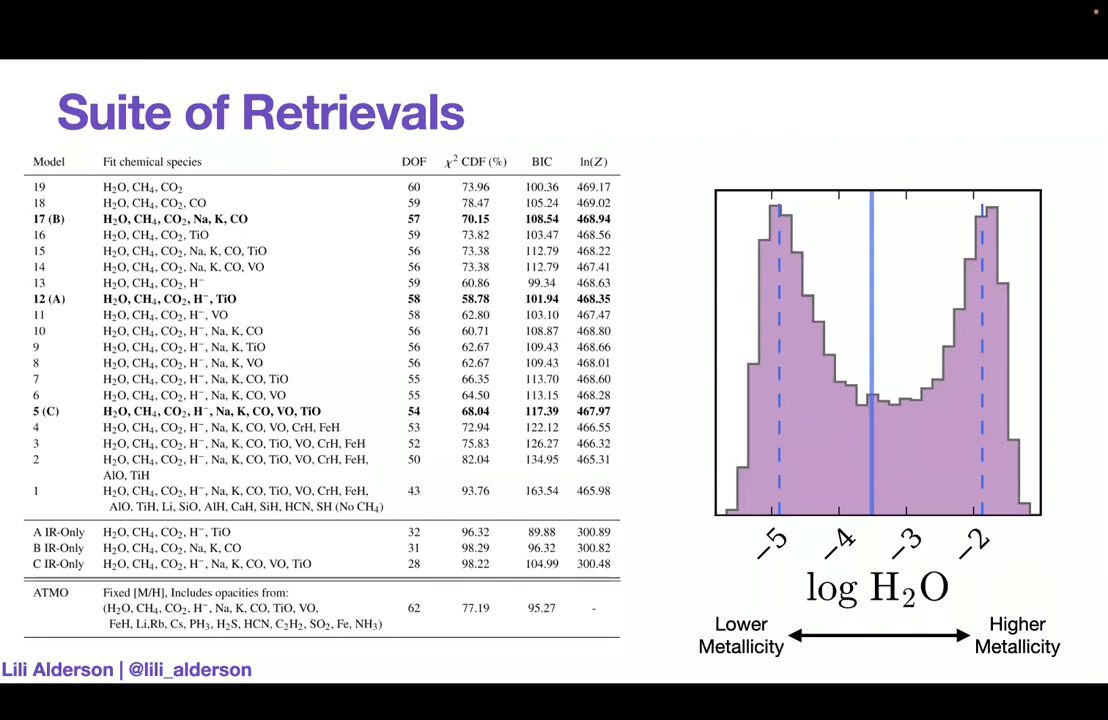 Suite of Retrievals
Model Fit chemical species DOF χ² CDF (%) BIC ln(Z)
19 H₂O, CH₄, CO₂ 60 73.96 100.36 469.17
18 H₂O, CH₄, CO₂, CO 59 78.47 105.24 469.02
17 (B) H₂O, CH₄, CO₂, Na, K, CO 57 70.15 108.54 468.94
16 H₂O, CH₄, CO₂, TiO 59 73.82 103.47 468.56
15 H₂O, CH₄, CO₂, Na, K, CO, TiO 56 73.38 112.79 468.22
14 H₂O, CH₄, CO₂, Na, K, CO, VO 56 73.38 112.79 467.41
13 H₂O, CH₄, CO₂, H⁻ 59 60.86 99.34 468.63
12 (A) H₂O, CH₄, CO₂, H⁻, TiO 58 58.78 101.94 468.35
11 H₂O, CH₄, CO₂, H⁻, VO 58 62.80 103.10 467.47
10 H₂O, CH₄, CO₂, H⁻, Na, K, CO 56 60.71 108.87 468.80
9 H₂O, CH₄, CO₂, H⁻, Na, K, TiO 56 62.67 109.43 468.66
8 H₂O, CH₄, CO₂, H⁻, Na, K, VO 56 62.67 109.43 468.01
7 H₂O, CH₄, CO₂, H⁻, Na, K, CO, TiO 55 66.35 113.70 468.60
6 H₂O, CH₄, CO₂, H⁻, Na, K, CO, VO 55 64.50 113.15 468.28
5 (C) H₂O, CH₄, CO₂, H⁻, Na, K, CO, VO, TiO 54 68.04 117.39 467.97
4 H₂O, CH₄, CO₂, H⁻, Na, K, CO, VO, CrH, FeH 53 72.94 122.12 466.55
3 H₂O, CH₄, CO₂, H⁻, Na, K, CO, TiO, VO, CrH, FeH 52 75.83 126.27 466.32
2 H₂O, CH₄, CO₂, H⁻, Na, K, CO, TiO, VO, CrH, FeH, 50 82.04 134.95 465.31
AlO, TiH
1 H₂O, CH₄, CO₂, H⁻, Na, K, CO, TiO, VO, CrH, FeH, 43 93.76 163.54 465.98
AlO, TiH, Li, SiO, AlH, CaH, SiH, HCN, SH (No CH₄)
A IR-Only H₂O, CH₄, CO₂, H⁻, TiO 32 96.32 89.88 300.89
B IR-Only H₂O, CH₄, CO₂, Na, K, CO 31 98.29 96.32 300.82
C IR-Only H₂O, CH₄, CO₂, H⁻, Na, K, CO, VO, TiO 28 98.22 104.99 300.48
ATMO Fixed [M/H], Includes opacities from:
(H₂O, CH₄, CO₂, H⁻, Na, K, CO, TiO, VO, 62 77.19 95.27 -
FeH, Li,Rb, Cs, PH₃, H₂S, HCN, C₂H₂, SO₂, Fe, NH₃)
−5 −4 −3 −2
log H₂O
Lower Metallicity
Higher Metallicity
Lili Alderson | @lili_alderson